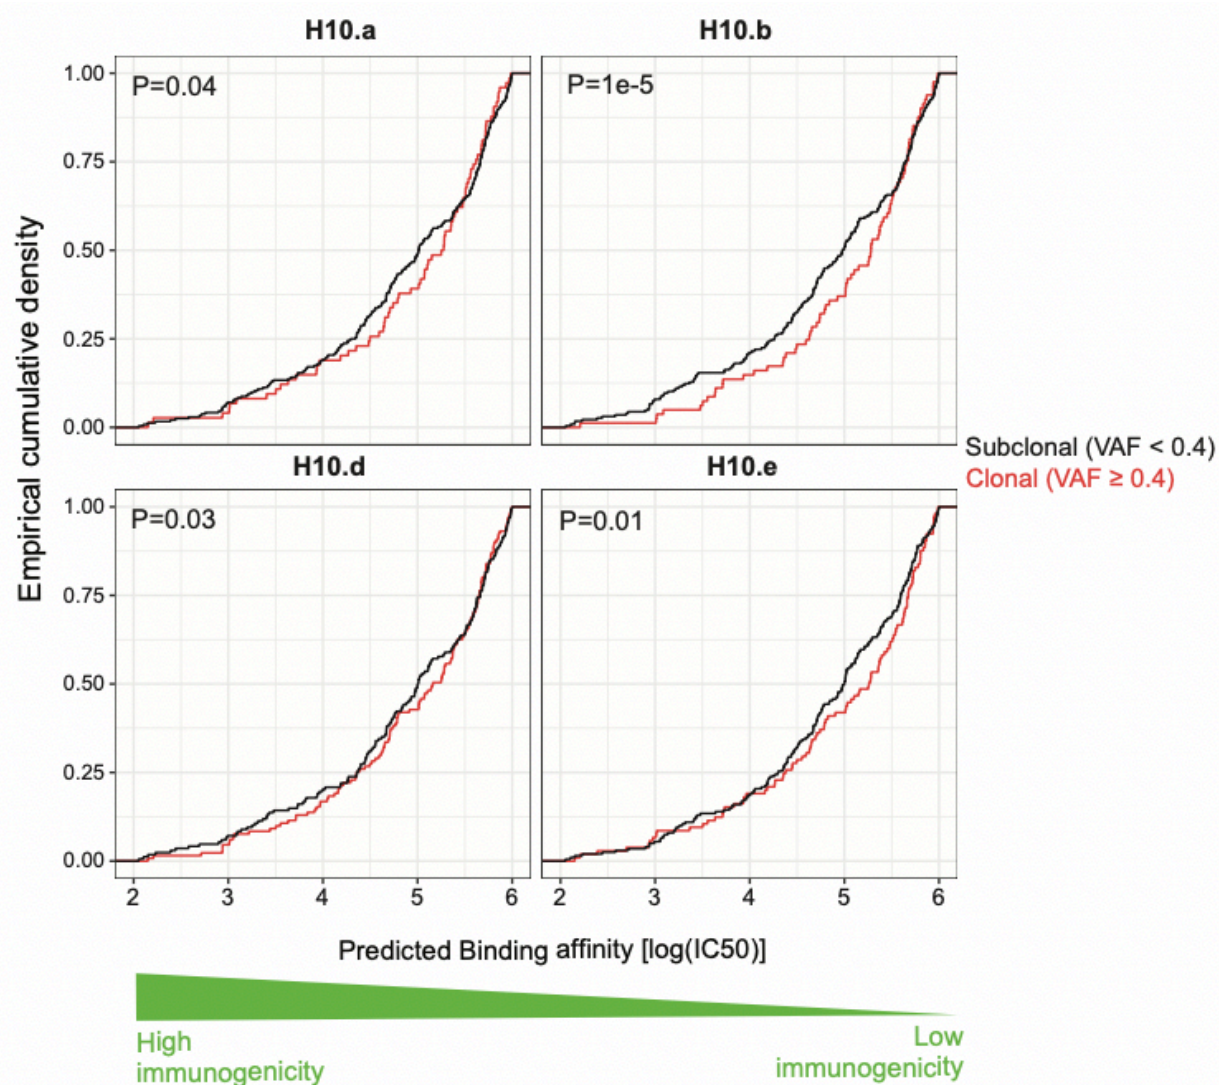 H10.a
H10.b
P=0.04
P=1e-5
1.00
0.75
0.50
0.25
0.00
H10.d
H10.e
Subclonal (VAF < 0.4)
Clonal (VAF ≥ 0.4)
P=0.03
P=0.01
1.00
0.75
0.50
0.25
0.00
Empirical cumulative density
2 3 4 5 6 2 3 4 5 6
Predicted Binding affinity [log(IC50)]
High
immunogenicity
Low
immunogenicity